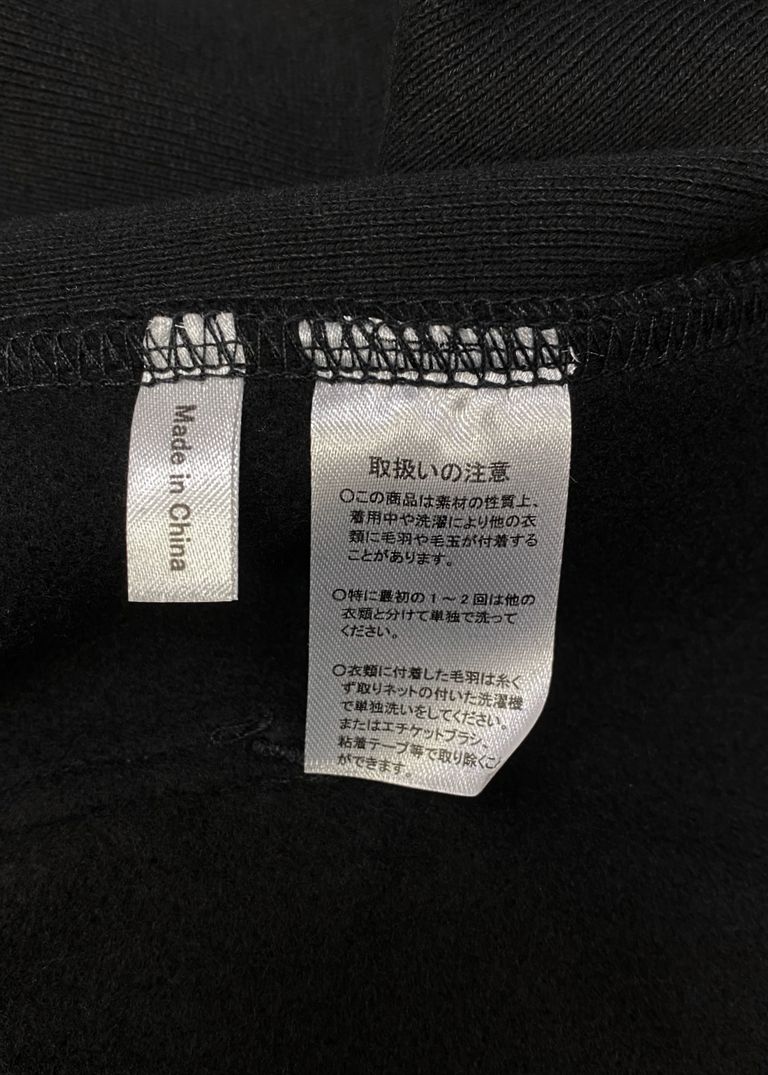 Made in China
取扱いの注意
○この商品は素材の性質上、
着用中や洗濯により他の衣
類に毛羽や毛玉が付着する
ことがあります。
○特に最初の1～2回は他の
衣類と分けて単独で洗って
ください。
○衣類に付着した毛羽は糸く
ず取りネットの付いた洗濯機
で単独洗いをしてください。
またはエチケットブラシ、
粘着テープ等で取り除くこと
ができます。